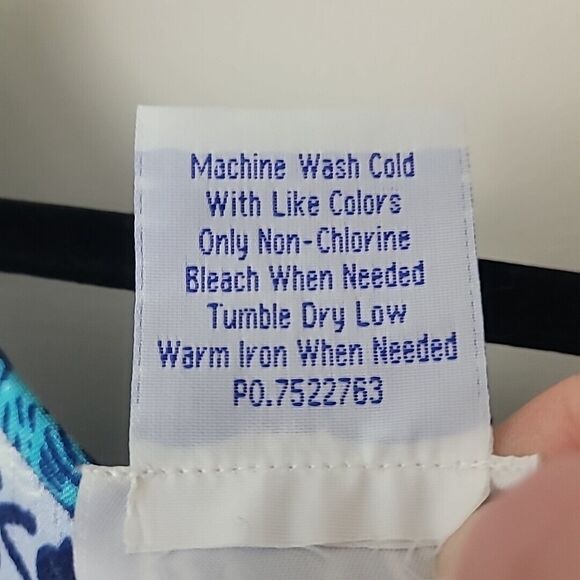 Machine Wash Cold
With Like Colors
Only Non-Chlorine
Bleach When Needed
Tumble Dry Low
Warm Iron When Needed
PO.7522763